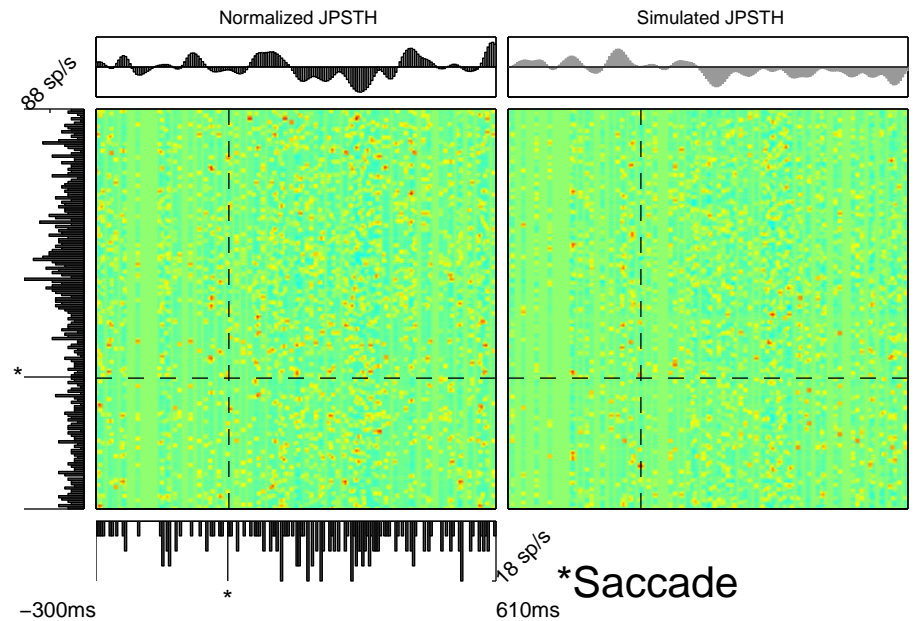 Normalized JPSTH
Simulated JPSTH
88 sp/s
*
18 sp/s
*
*Saccade
−300ms
610ms